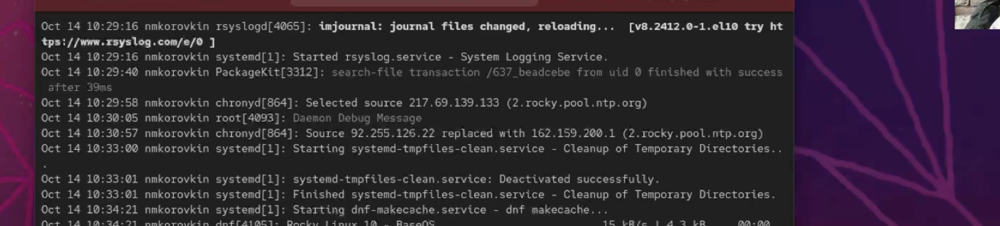 Oct 14 10:29:16 nmkorovkin rsyslogd[4065]: imjournal: journal files changed, reloading...  [v8.2412.0-1.el10 try ht
tps://www.rsyslog.com/e/0 ]
Oct 14 10:29:16 nmkorovkin systemd[1]: Started rsyslog.service - System Logging Service.
Oct 14 10:29:40 nmkorovkin PackageKit[3312]: search-file transaction /637_beadcebe from uid 0 finished with success
 after 39ms
Oct 14 10:29:58 nmkorovkin chronyd[864]: Selected source 217.69.139.133 (2.rocky.pool.ntp.org)
Oct 14 10:30:05 nmkorovkin root[4093]: Daemon Debug Message
Oct 14 10:30:57 nmkorovkin chronyd[864]: Source 92.255.126.22 replaced with 162.159.200.1 (2.rocky.pool.ntp.org)
Oct 14 10:33:00 nmkorovkin systemd[1]: Starting systemd-tmpfiles-clean.service - Cleanup of Temporary Directories..
.
Oct 14 10:33:01 nmkorovkin systemd[1]: systemd-tmpfiles-clean.service: Deactivated successfully.
Oct 14 10:33:01 nmkorovkin systemd[1]: Finished systemd-tmpfiles-clean.service - Cleanup of Temporary Directories.
Oct 14 10:34:21 nmkorovkin systemd[1]: Starting dnf-makecache.service - dnf makecache...
Oct 14 10:34:21 nmkorovkin dnf[4105]: Rocky Linux 10 - BaseOS 15 kB/s | 4.3 kB 00:00